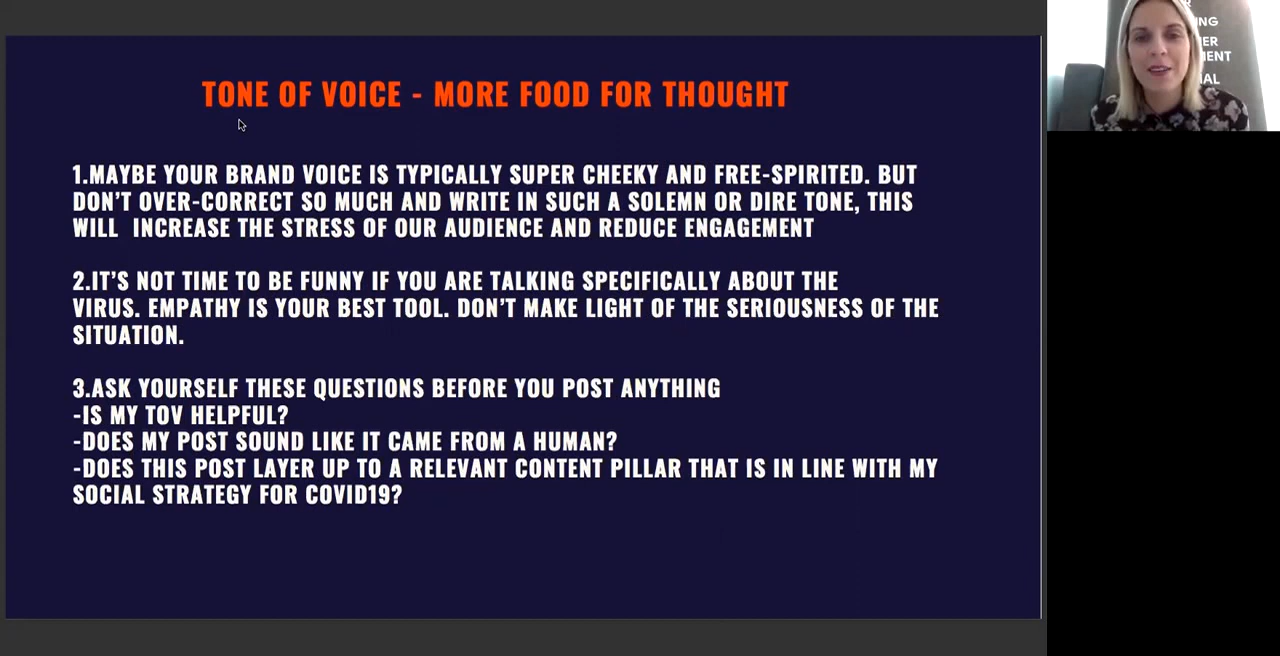 TONE OF VOICE - MORE FOOD FOR THOUGHT
1.MAYBE YOUR BRAND VOICE IS TYPICALLY SUPER CHEEKY AND FREE-SPIRITED. BUT
DON'T OVER-CORRECT SO MUCH AND WRITE IN SUCH A SOLEMN OR DIRE TONE, THIS
WILL INCREASE THE STRESS OF OUR AUDIENCE AND REDUCE ENGAGEMENT
2.IT'S NOT TIME TO BE FUNNY IF YOU ARE TALKING SPECIFICALLY ABOUT THE
VIRUS. EMPATHY IS YOUR BEST TOOL. DON'T MAKE LIGHT OF THE SERIOUSNESS OF THE
SITUATION.
3.ASK YOURSELF THESE QUESTIONS BEFORE YOU POST ANYTHING
-IS MY TOV HELPFUL?
-DOES MY POST SOUND LIKE IT CAME FROM A HUMAN?
-DOES THIS POST LAYER UP TO A RELEVANT CONTENT PILLAR THAT IS IN LINE WITH MY
SOCIAL STRATEGY FOR COVID19?